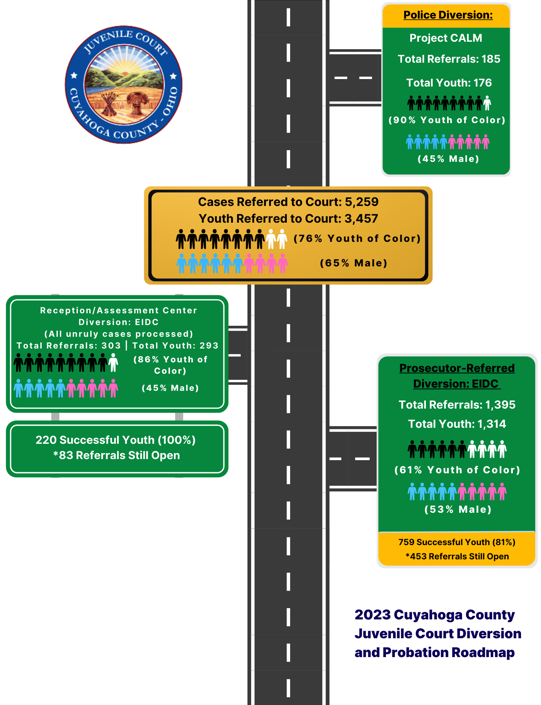 JUVENILE COURT
CUYAHOGA COUNTY - OHIO
Police Diversion:
Project CALM
Total Referrals: 185
Total Youth: 176
(90% Youth of Color)
(45% Male)
Cases Referred to Court: 5,259
Youth Referred to Court: 3,457
(76% Youth of Color)
(65% Male)
Reception/Assessment Center
Diversion: EIDC
(All unruly cases processed)
Total Referrals: 303 | Total Youth: 293
(86% Youth of
Color)
(45% Male)
220 Successful Youth (100%)
*83 Referrals Still Open
Prosecutor-Referred
Diversion: EIDC
Total Referrals: 1,395
Total Youth: 1,314
(61% Youth of Color)
(53% Male)
759 Successful Youth (81%)
*453 Referrals Still Open
2023 Cuyahoga County
Juvenile Court Diversion
and Probation Roadmap